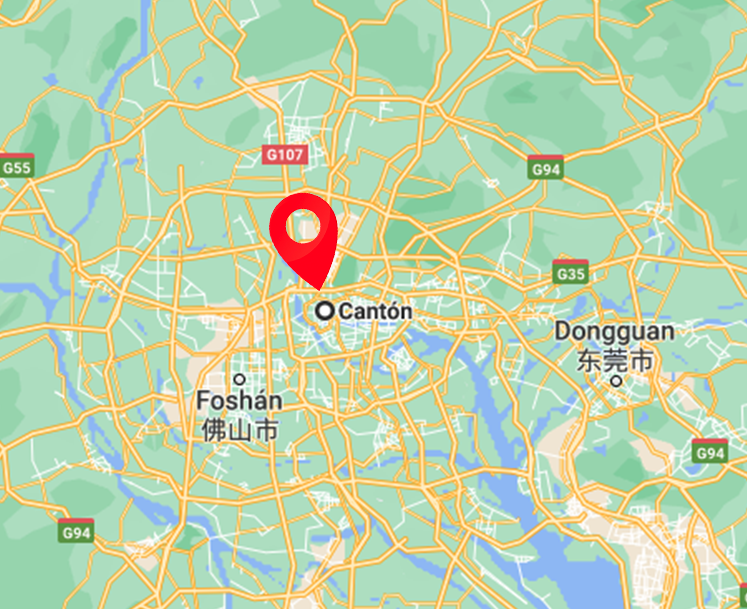 G107
G55
G94
G35
Cantón
Dongguan
东莞市
Foshán
佛山市
G94
G94